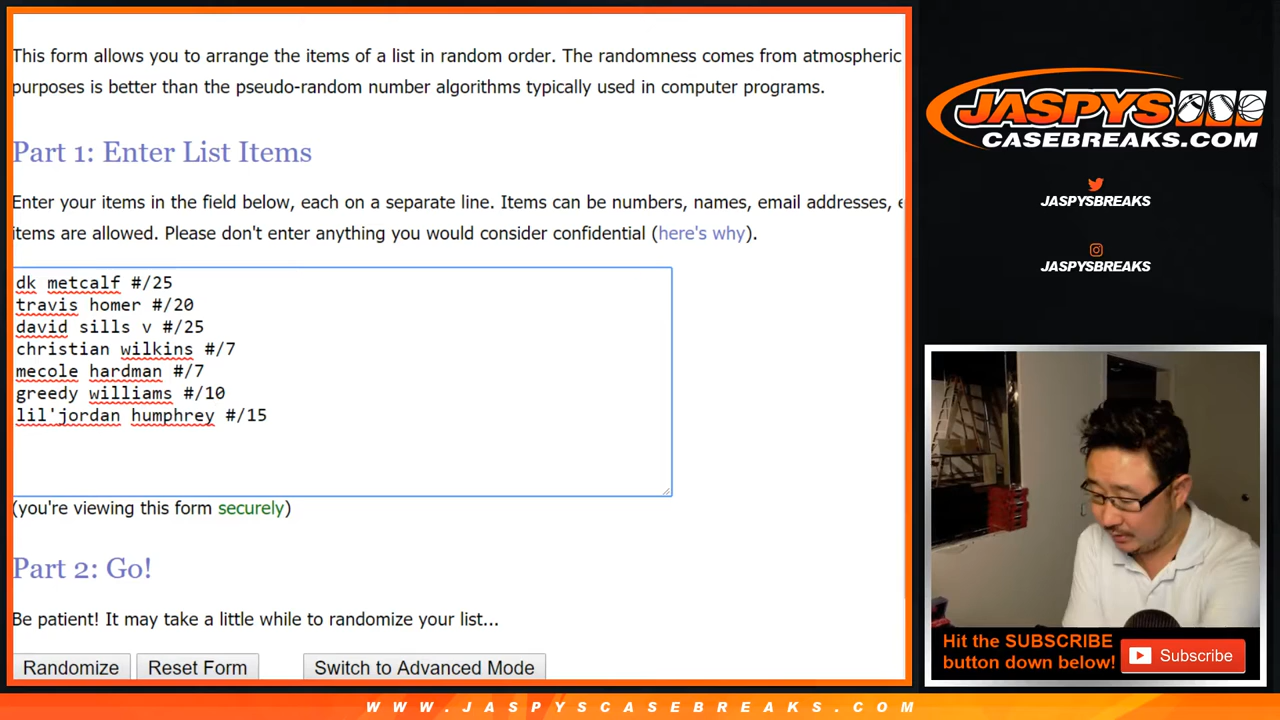 This form allows you to arrange the items of a list in random order. The randomness comes from atmospheric
purposes is better than the pseudo-random number algorithms typically used in computer programs.
Part 1: Enter List Items
Enter your items in the field below, each on a separate line. Items can be numbers, names, email addresses,
items are allowed. Please don't enter anything you would consider confidential (here's why).
dk metcalf #/25
travis homer #/20
david sills v #/25
christian wilkins #/7
mecole hardman #/7
greedy williams #/10
lil'jordan humphrey #/15
(you're viewing this form securely)
Part 2: Go!
Be patient! It may take a little while to randomize your list...
Randomize Reset Form Switch to Advanced Mode
JASPYS
CASEBREAKS.COM
JASPYSBREAKS
JASPYSBREAKS
Hit the SUBSCRIBE
button down below!
Subscribe
WWW.JASPYSCASEBREAKS.COM